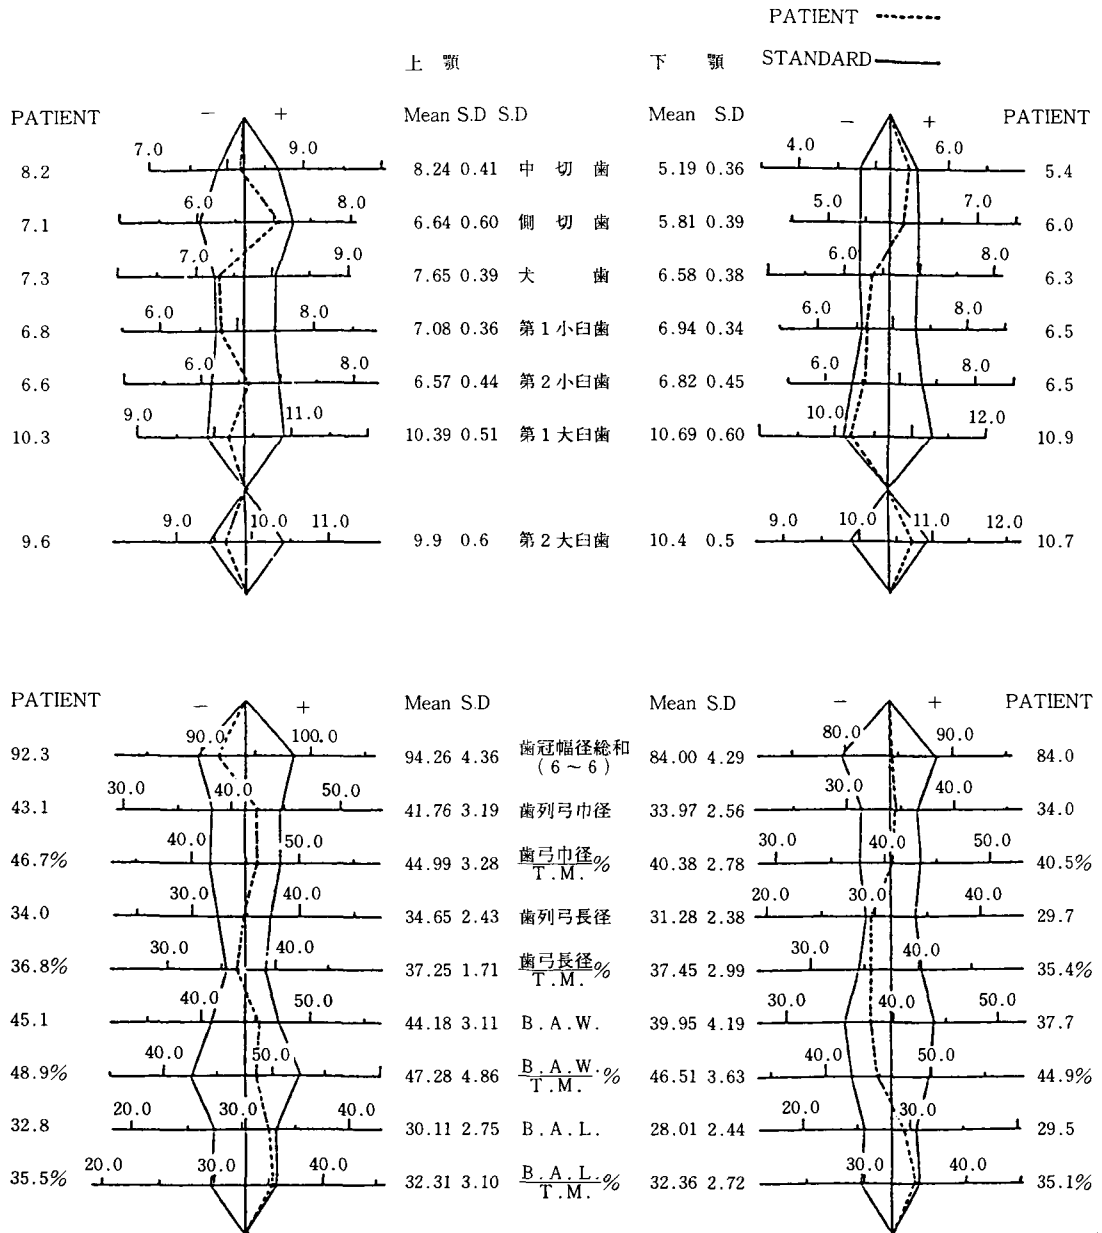 PATIENT
上 顎 下 顎 STANDARD
PATIENT − + Mean S.D S.D Mean S.D − + PATIENT
7.0 9.0 4.0 6.0
8.2 8.24 0.41 中切歯 5.19 0.36 5.4
6.0 8.0 5.0 7.0
7.1 6.64 0.60 側切歯 5.81 0.39 6.0
7.0 9.0 6.0 8.0
7.3 7.65 0.39 犬歯 6.58 0.38 6.3
6.0 8.0 6.0 8.0
6.8 7.08 0.36 第1小臼歯 6.94 0.34 6.5
6.0 8.0 6.0 8.0
6.6 6.57 0.44 第2小臼歯 6.82 0.45 6.5
9.0 11.0 10.0 12.0
10.3 10.39 0.51 第1大臼歯 10.69 0.60 10.9
9.0 10.0 11.0 9.0 10.0 11.0 12.0
9.6 9.9 0.6 第2大臼歯 10.4 0.5 10.7
PATIENT − + Mean S.D Mean S.D − + PATIENT
90.0 100.0 80.0 90.0
92.3 94.26 4.36 歯冠幅径総和 84.00 4.29 84.0
(6～6)
30.0 40.0 50.0 30.0 40.0
43.1 41.76 3.19 歯列弓巾径 33.97 2.56 34.0
40.0 50.0 30.0 40.0 50.0
46.7% 44.99 3.28 歯弓巾径/T.M.% 40.38 2.78 40.5%
30.0 40.0 20.0 30.0 40.0
34.0 34.65 2.43 歯列弓長径 31.28 2.38 29.7
30.0 40.0 30.0 40.0 50.0
36.8% 37.25 1.71 歯弓長径/T.M.% 37.45 2.99 35.4%
40.0 50.0 30.0 40.0 50.0
45.1 44.18 3.11 B.A.W. 39.95 4.19 37.7
40.0 50.0 40.0 50.0
48.9% 47.28 4.86 B.A.W./T.M.% 46.51 3.63 44.9%
20.0 30.0 40.0 20.0 30.0
32.8 30.11 2.75 B.A.L. 28.01 2.44 29.5
20.0 30.0 40.0 30.0 40.0
35.5% 32.31 3.10 B.A.L./T.M.% 32.36 2.72 35.1%